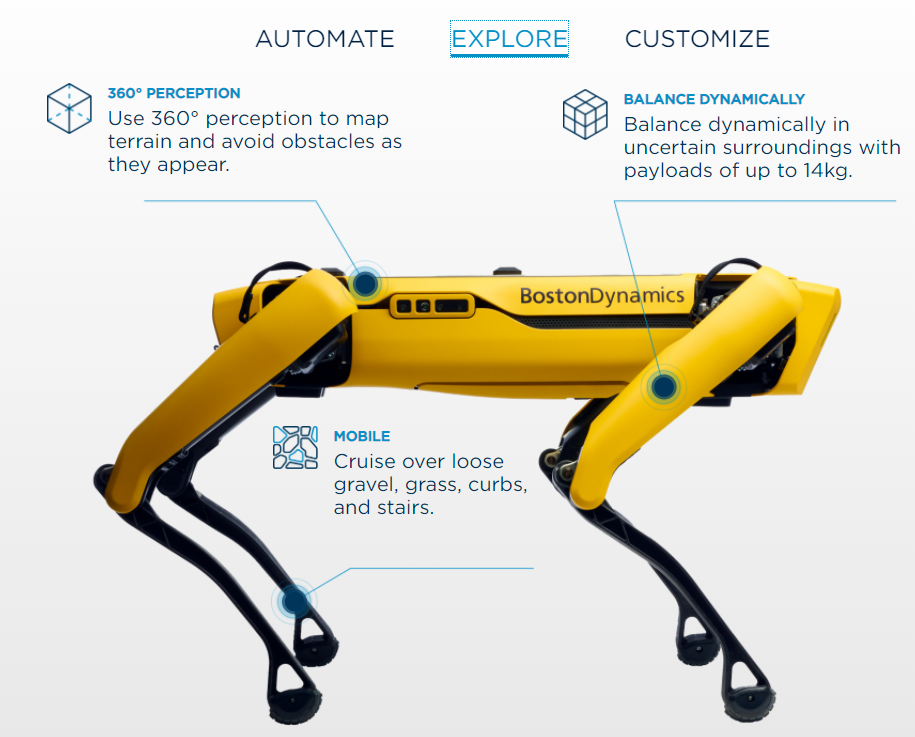 AUTOMATE EXPLORE CUSTOMIZE
360° PERCEPTION
Use 360° perception to map
terrain and avoid obstacles as
they appear.
BALANCE DYNAMICALLY
Balance dynamically in
uncertain surroundings with
payloads of up to 14kg.
BostonDynamics
MOBILE
Cruise over loose
gravel, grass, curbs,
and stairs.